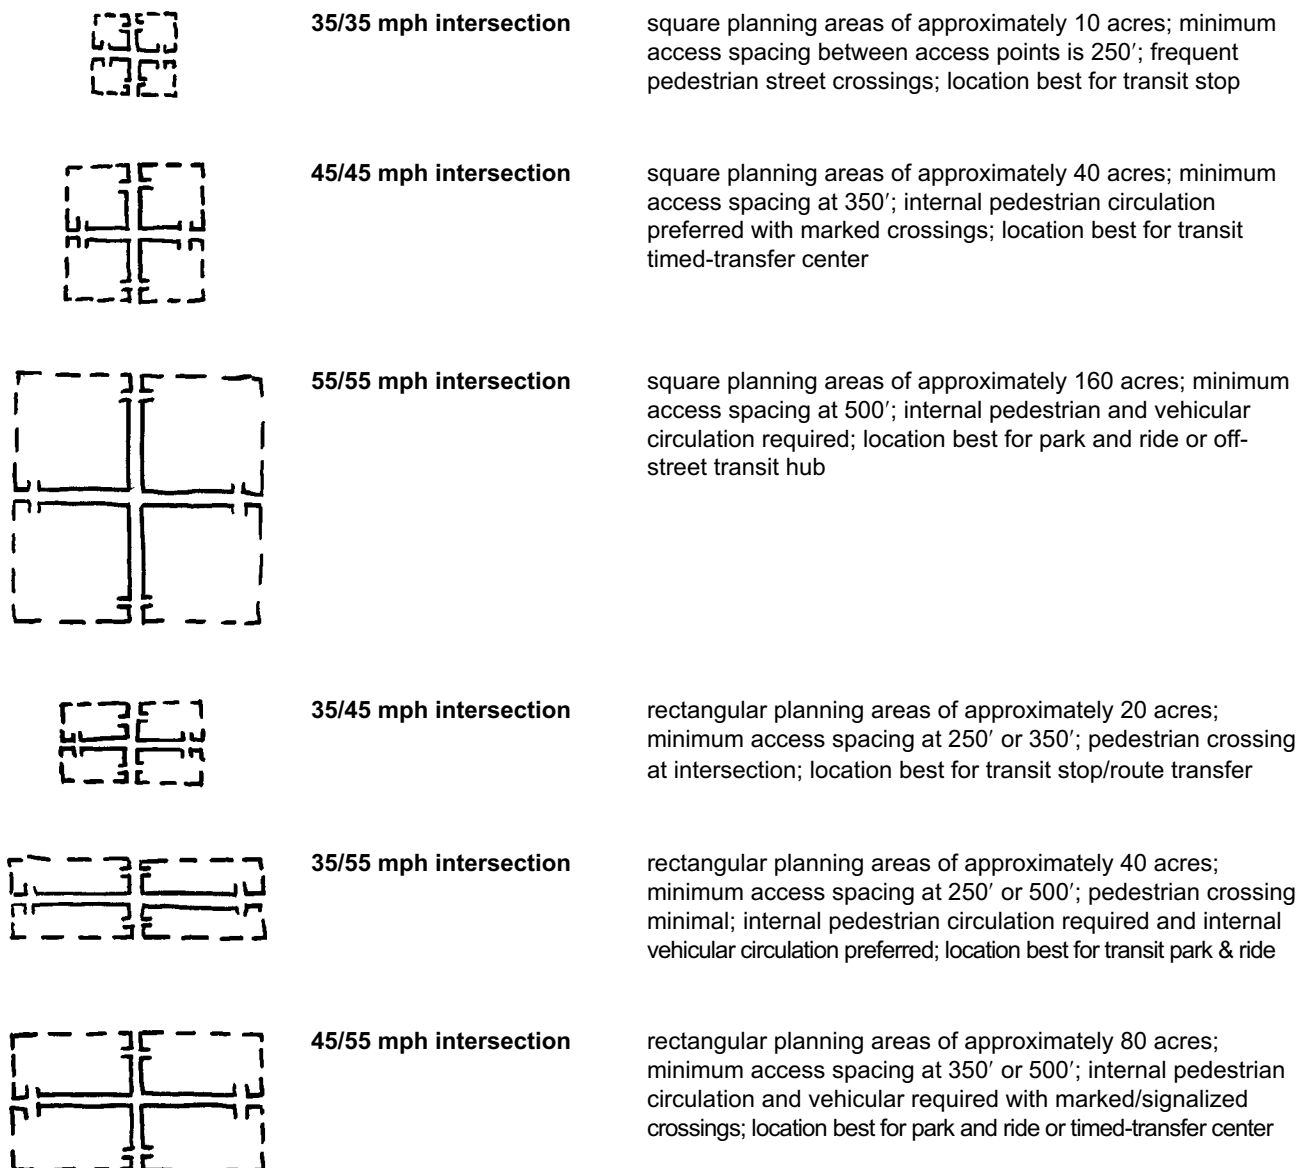 35/35 mph intersection
square planning areas of approximately 10 acres; minimum
access spacing between access points is 250′; frequent
pedestrian street crossings; location best for transit stop
45/45 mph intersection
square planning areas of approximately 40 acres; minimum
access spacing at 350′; internal pedestrian circulation
preferred with marked crossings; location best for transit
timed-transfer center
55/55 mph intersection
square planning areas of approximately 160 acres; minimum
access spacing at 500′; internal pedestrian and vehicular
circulation required; location best for park and ride or off-
street transit hub
35/45 mph intersection
rectangular planning areas of approximately 20 acres;
minimum access spacing at 250′ or 350′; pedestrian crossing
at intersection; location best for transit stop/route transfer
35/55 mph intersection
rectangular planning areas of approximately 40 acres;
minimum access spacing at 250′ or 500′; pedestrian crossing
minimal; internal pedestrian circulation required and internal
vehicular circulation preferred; location best for transit park & ride
45/55 mph intersection
rectangular planning areas of approximately 80 acres;
minimum access spacing at 350′ or 500′; internal pedestrian
circulation and vehicular required with marked/signalized
crossings; location best for park and ride or timed-transfer center